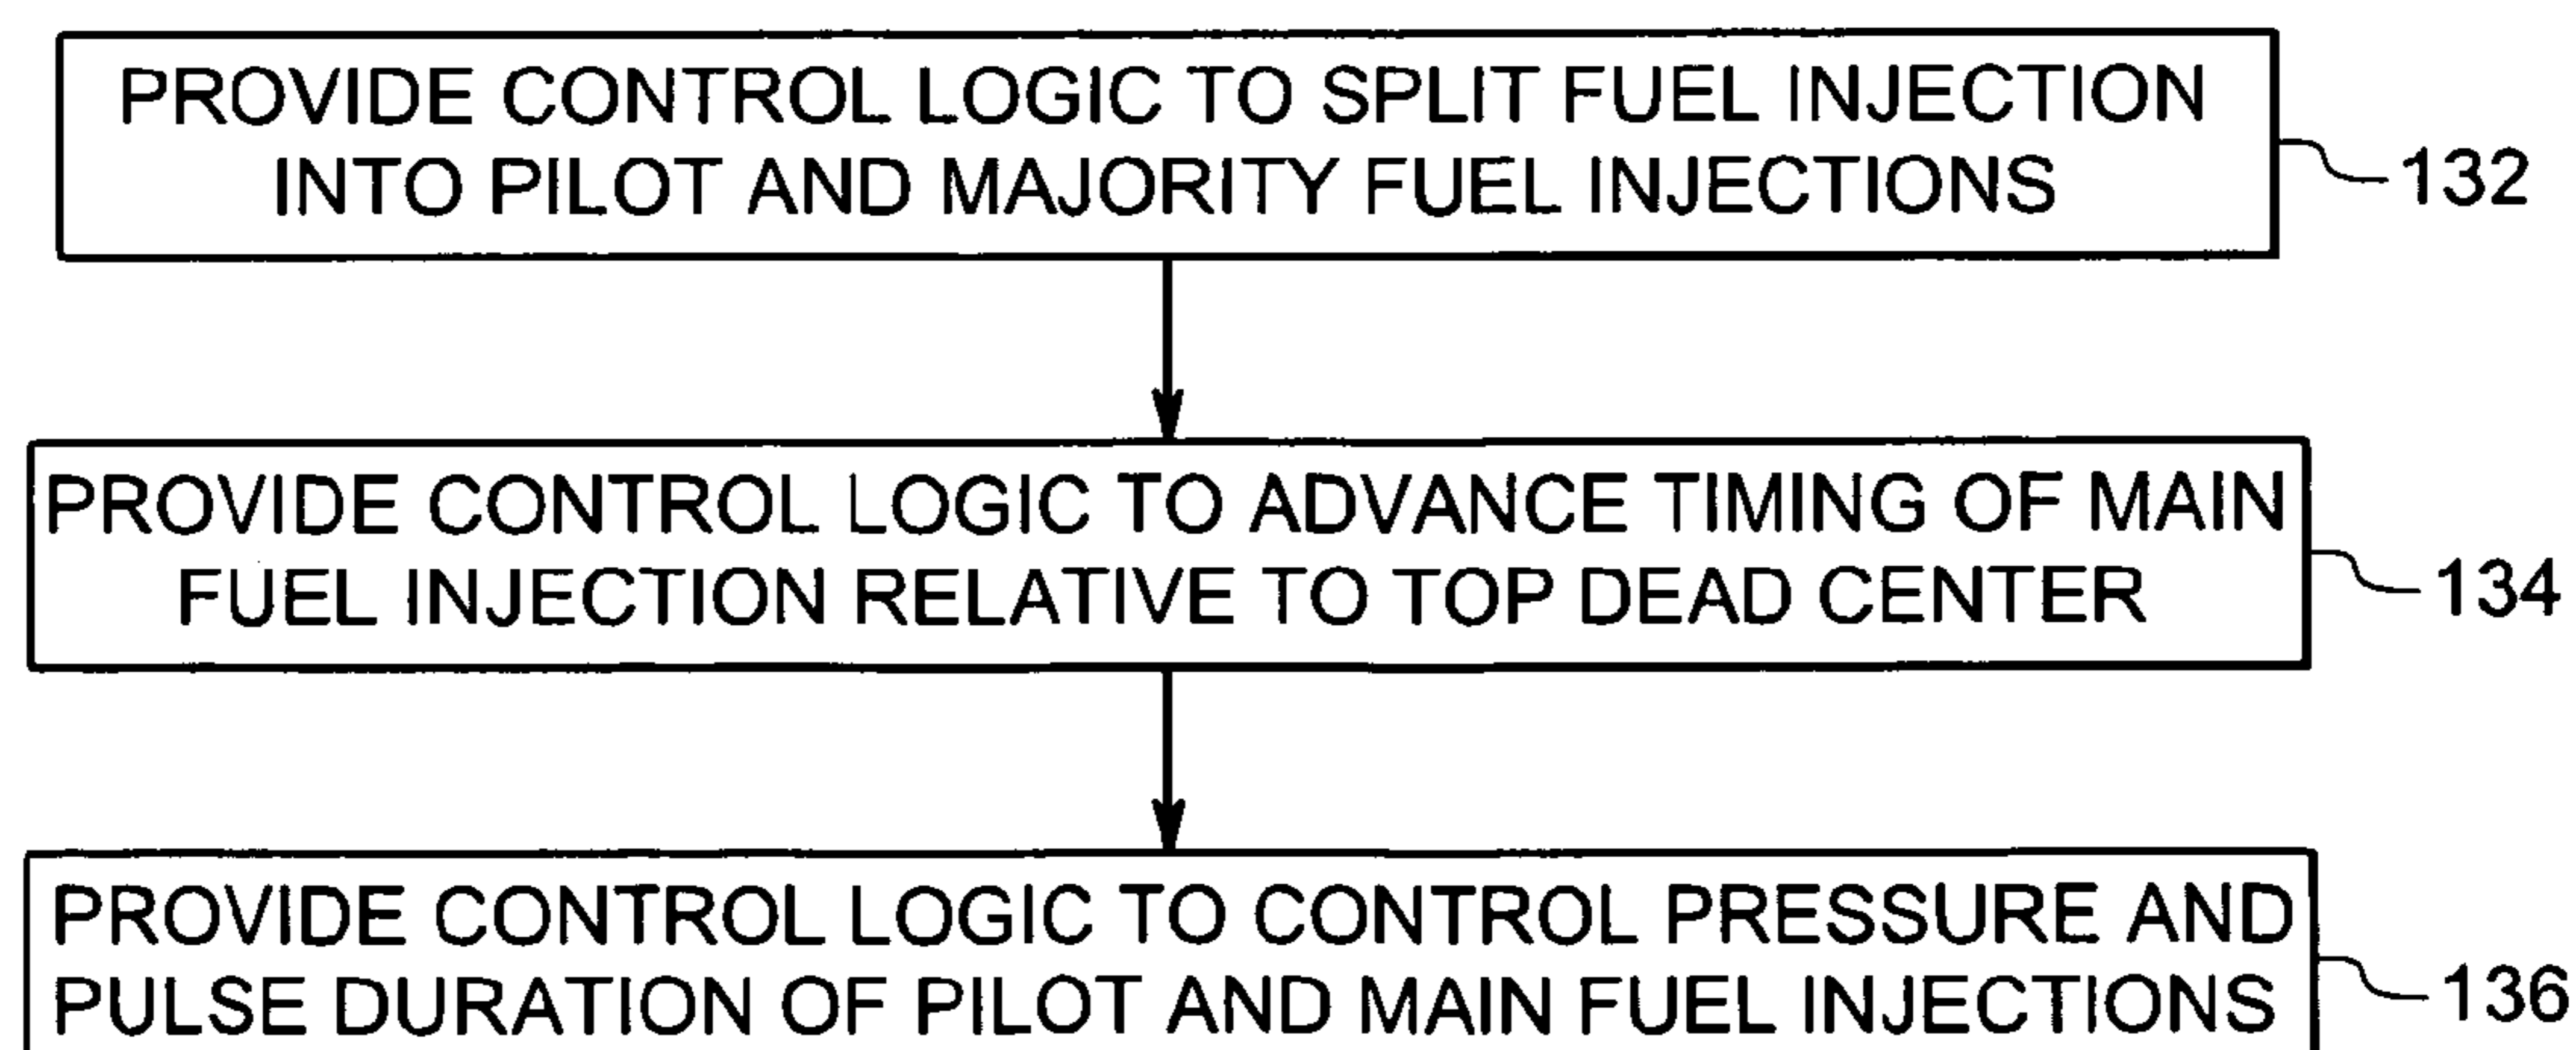 PROVIDE CONTROL LOGIC TO SPLIT FUEL INJECTION
INTO PILOT AND MAJORITY FUEL INJECTIONS
132
PROVIDE CONTROL LOGIC TO ADVANCE TIMING OF MAIN
FUEL INJECTION RELATIVE TO TOP DEAD CENTER
134
PROVIDE CONTROL LOGIC TO CONTROL PRESSURE AND
PULSE DURATION OF PILOT AND MAIN FUEL INJECTIONS
136